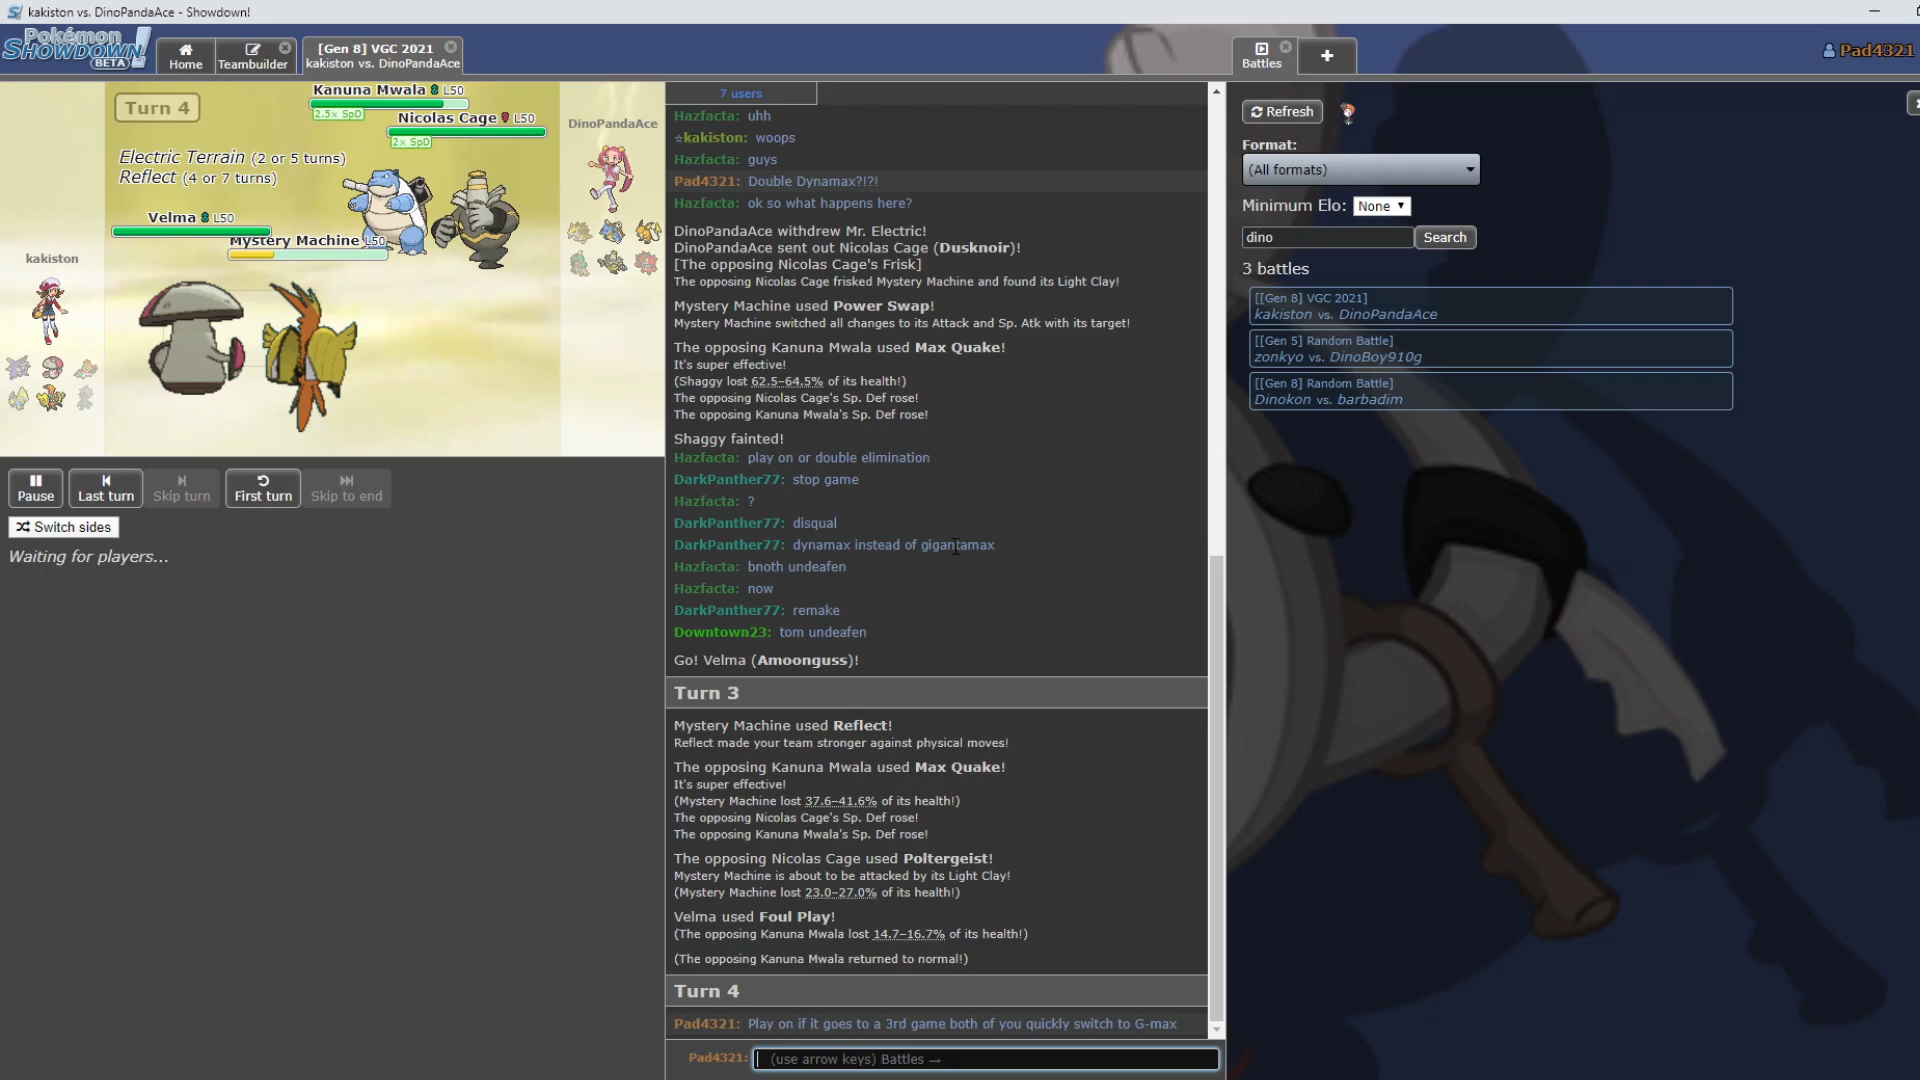 kakiston vs. DinoPandaAce - Showdown!
Pokémon
SHOWDOWN!
BETA
Home
Teambuilder
[Gen 8] VGC 2021
kakiston vs. DinoPandaAce
Battles
Pad4321
Turn 4
Kanuna Mwala L50
2.5× SpD
Nicolas Cage L50
2× SpD
DinoPandaAce
Electric Terrain (2 or 5 turns)
Reflect (4 or 7 turns)
Velma L50
Mystery Machine L50
kakiston
Pause
Last turn
Skip turn
First turn
Skip to end
Switch sides
Waiting for players...
7 users
Hazfacta: uhh
☆kakiston: woops
Hazfacta: guys
Pad4321: Double Dynamax?!?!
Hazfacta: ok so what happens here?
DinoPandaAce withdrew Mr. Electric!
DinoPandaAce sent out Nicolas Cage (Dusknoir)!
[The opposing Nicolas Cage's Frisk]
The opposing Nicolas Cage frisked Mystery Machine and found its Light Clay!
Mystery Machine used Power Swap!
Mystery Machine switched all changes to its Attack and Sp. Atk with its target!
The opposing Kanuna Mwala used Max Quake!
It's super effective!
(Shaggy lost 62.5–64.5% of its health!)
The opposing Nicolas Cage's Sp. Def rose!
The opposing Kanuna Mwala's Sp. Def rose!
Shaggy fainted!
Hazfacta: play on or double elimination
DarkPanther77: stop game
Hazfacta: ?
DarkPanther77: disqual
DarkPanther77: dynamax instead of gigantamax
Hazfacta: bnoth undeafen
Hazfacta: now
DarkPanther77: remake
Downtown23: tom undeafen
Go! Velma (Amoonguss)!
Turn 3
Mystery Machine used Reflect!
Reflect made your team stronger against physical moves!
The opposing Kanuna Mwala used Max Quake!
It's super effective!
(Mystery Machine lost 37.6–41.6% of its health!)
The opposing Nicolas Cage's Sp. Def rose!
The opposing Kanuna Mwala's Sp. Def rose!
The opposing Nicolas Cage used Poltergeist!
Mystery Machine is about to be attacked by its Light Clay!
(Mystery Machine lost 23.0–27.0% of its health!)
Velma used Foul Play!
(The opposing Kanuna Mwala lost 14.7–16.7% of its health!)
(The opposing Kanuna Mwala returned to normal!)
Turn 4
Pad4321: Play on if it goes to a 3rd game both of you quickly switch to G-max
Pad4321: (use arrow keys) Battles →
Refresh
Format:
(All formats)
Minimum Elo: None
dino
Search
3 battles
[[Gen 8] VGC 2021]
kakiston vs. DinoPandaAce
[[Gen 5] Random Battle]
zonkyo vs. DinoBoy910g
[[Gen 8] Random Battle]
Dinokon vs. barbadim